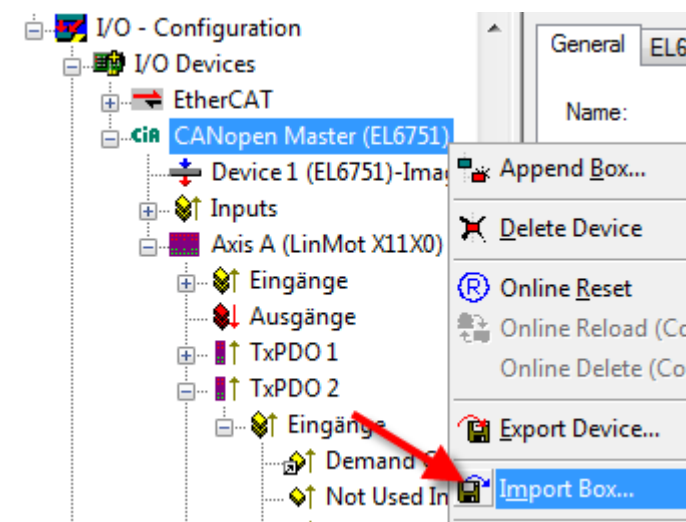 I/O - Configuration
I/O Devices
EtherCAT
CiA CANopen Master (EL6751)
Device 1 (EL6751)-Imag
Inputs
Axis A (LinMot X11X0)
Eingänge
Ausgänge
TxPDO 1
TxPDO 2
Eingänge
Demand
Not Used In
General EL6
Name:
Append Box...
Delete Device
Online Reset
Online Reload (Co
Online Delete (Co
Export Device...
Import Box...